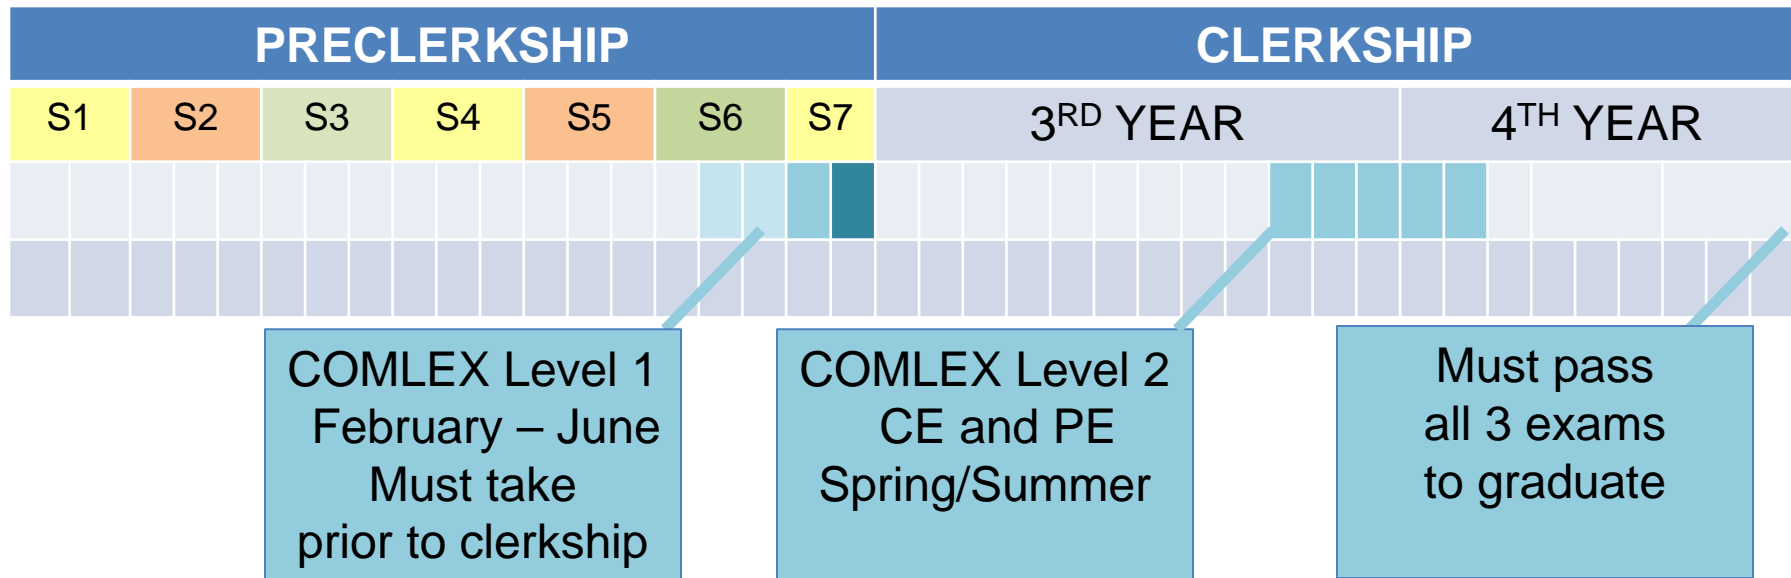 PRECLERKSHIP
CLERKSHIP
S1
S2
S3
S4
S5
S6
S7
3RD YEAR
4TH YEAR
COMLEX Level 1
February – June
Must take
prior to clerkship
COMLEX Level 2
CE and PE
Spring/Summer
Must pass
all 3 exams
to graduate